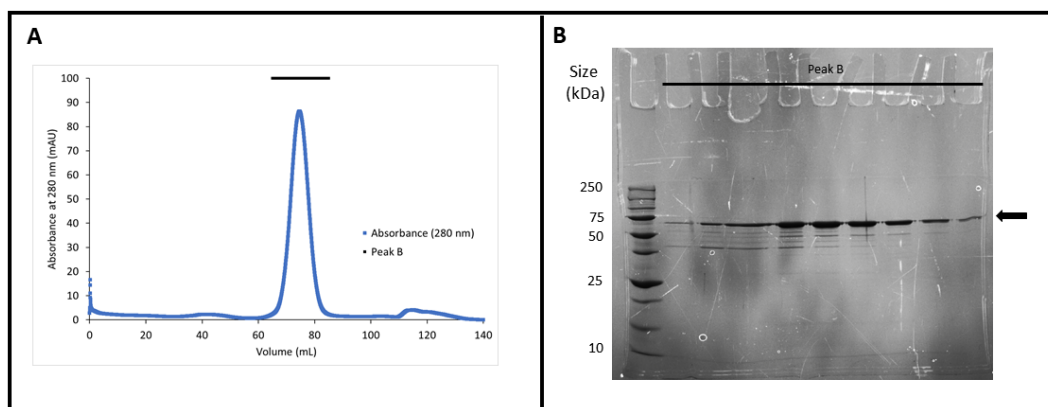 A
100
90
80
70
60
50
40
30
20
10
0
0 20 40 60 80 100 120 140
Absorbance at 280 nm (mAU)
Volume (mL)
Absorbance (280 nm)
Peak B
B
Size
(kDa)
Peak B
250
75
50
25
10